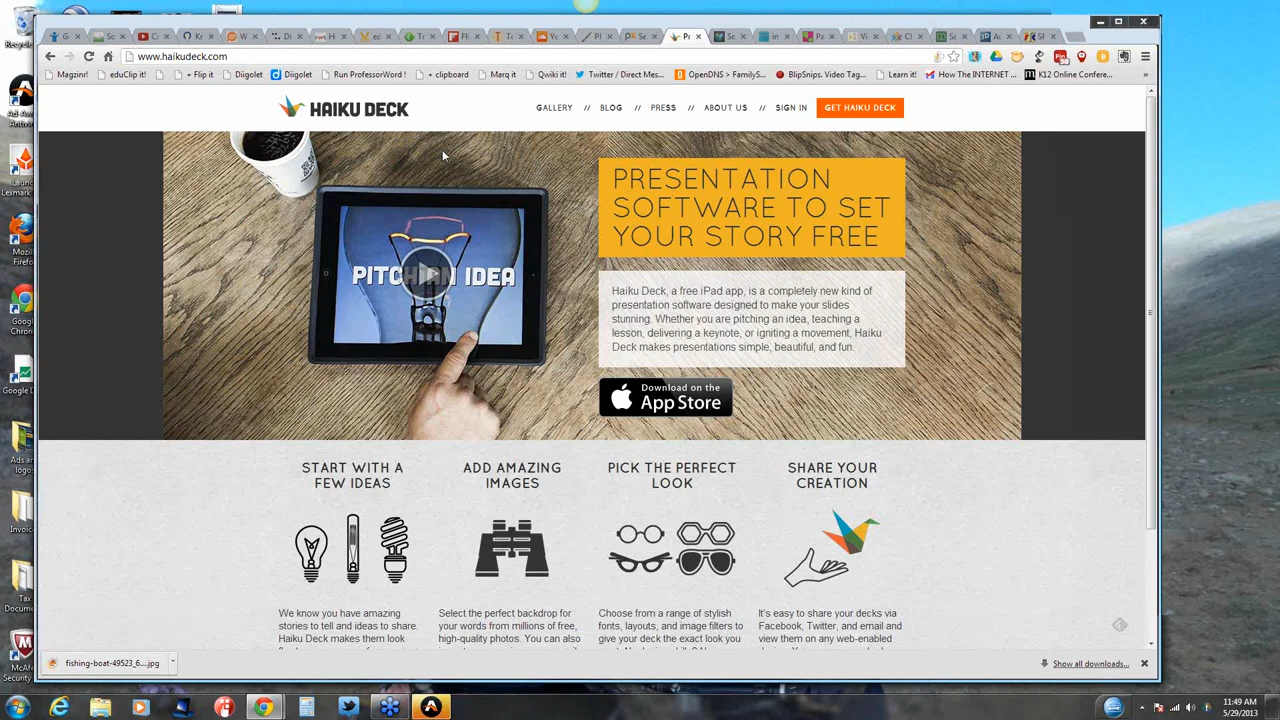 www.haikudeck.com
Magzinr!
eduClip it!
+ Flip it
Diigolet
Diigolet
Run ProfessorWord !
+ clipboard
Marq it
Qwiki it!
Twitter / Direct Mes...
OpenDNS > FamilyS...
BlipSnips. Video Tag...
Learn it!
How The INTERNET ...
K12 Online Confere...
HAIKU DECK
GALLERY // BLOG // PRESS // ABOUT US // SIGN IN
GET HAIKU DECK
PITCH AN IDEA
PRESENTATION
SOFTWARE TO SET
YOUR STORY FREE
Haiku Deck, a free iPad app, is a completely new kind of
presentation software designed to make your slides
stunning. Whether you are pitching an idea, teaching a
lesson, delivering a keynote, or igniting a movement, Haiku
Deck makes presentations simple, beautiful, and fun.
Download on the
App Store
START WITH A
FEW IDEAS
We know you have amazing
stories to tell and ideas to share.
Haiku Deck makes them look
ADD AMAZING
IMAGES
Select the perfect backdrop for
your words from millions of free,
high-quality photos. You can also
PICK THE PERFECT
LOOK
Choose from a range of stylish
fonts, layouts, and image filters to
give your deck the exact look you
SHARE YOUR
CREATION
It's easy to share your decks via
Facebook, Twitter, and email and
view them on any web-enabled
fishing-boat-49523_6....jpg
Show all downloads...
11:49 AM
5/29/2013